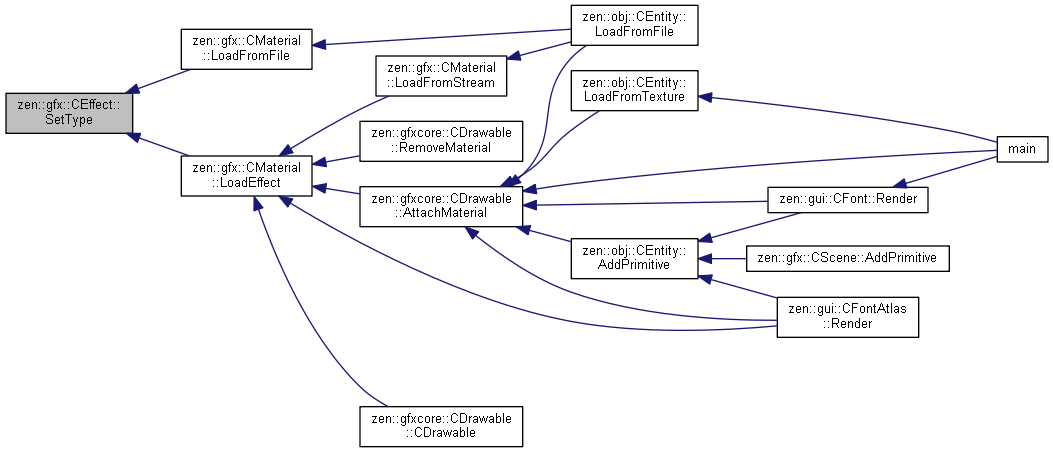 zen::gfx::CEffect::
SetType
zen::gfx::CMaterial
::LoadFromFile
zen::gfx::CMaterial
::LoadEffect
zen::gfx::CMaterial
::LoadFromStream
zen::gfxcore::CDrawable
::RemoveMaterial
zen::gfxcore::CDrawable
::AttachMaterial
zen::gfxcore::CDrawable
::CDrawable
zen::obj::CEntity::
LoadFromFile
zen::obj::CEntity::
LoadFromTexture
zen::obj::CEntity::
AddPrimitive
zen::gui::CFont::Render
zen::gfx::CScene::AddPrimitive
zen::gui::CFontAtlas
::Render
main